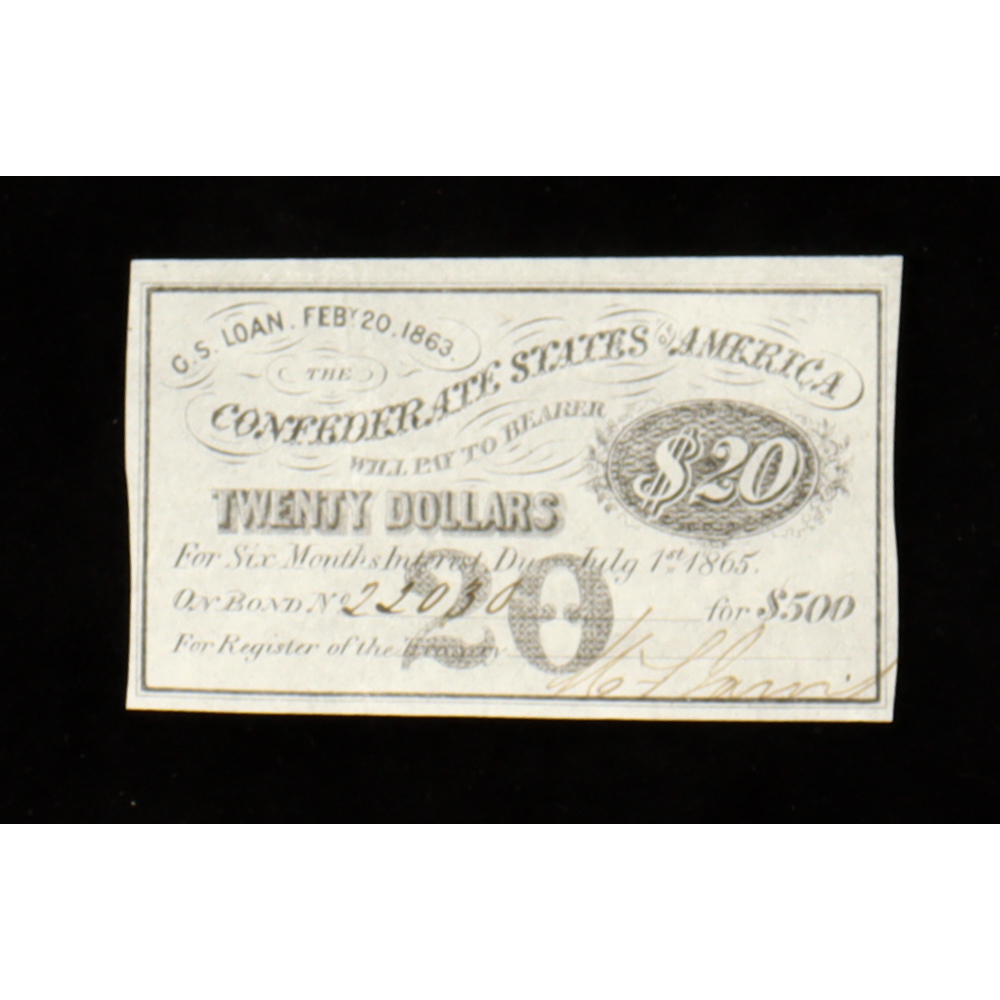 C.S. LOAN. FEBY 20. 1863.
THE
CONFEDERATE STATES OF AMERICA
WILL PAY TO BEARER
$20
TWENTY DOLLARS
For Six Months Interest Due July 1st 1865.
20
ON BOND No 22030 for $500
For Register of the Treasury